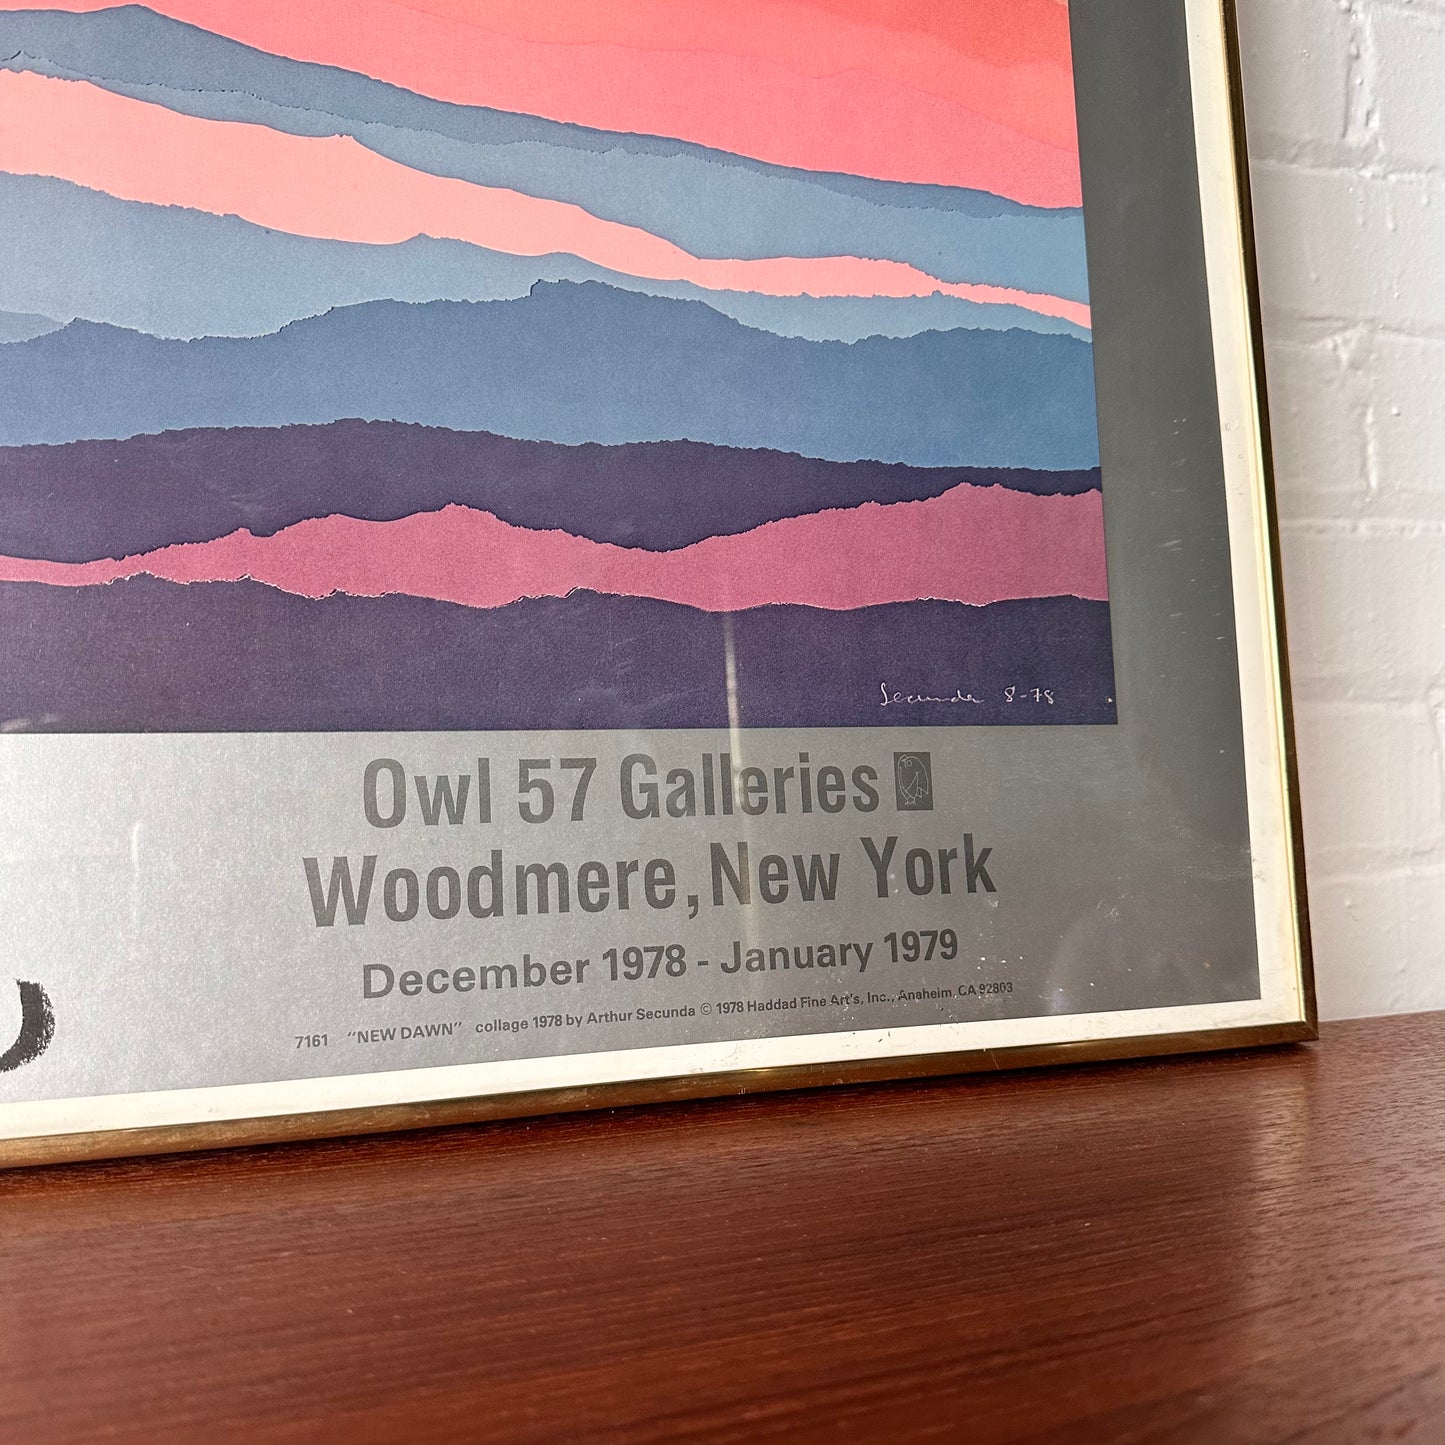 Secunda 8-78
Owl 57 Galleries
Woodmere, New York
December 1978 - January 1979
7161 "NEW DAWN" collage 1978 by Arthur Secunda © 1978 Haddad Fine Art's, Inc., Anaheim, CA 92803